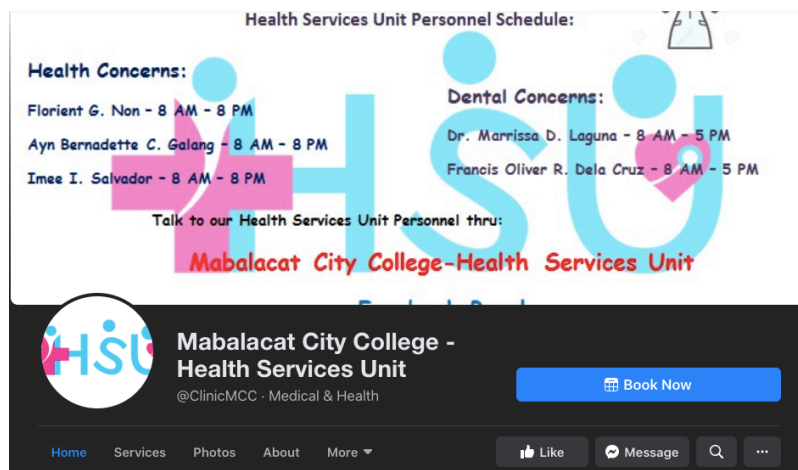 Health Services Unit Personnel Schedule:
Health Concerns:
Florient G. Non - 8 AM - 8 PM
Ayn Bernadette C. Galang - 8 AM - 8 PM
Imee I. Salvador - 8 AM - 8 PM
Dental Concerns:
Dr. Marrissa D. Laguna - 8 AM - 5 PM
Francis Oliver R. Dela Cruz - 8 AM - 5 PM
Talk to our Health Services Unit Personnel thru:
HSU
Mabalacat City College-Health Services Unit
HSU
Mabalacat City College -
Health Services Unit
@ClinicMCC · Medical & Health
Book Now
Home Services Photos About More
Like Message